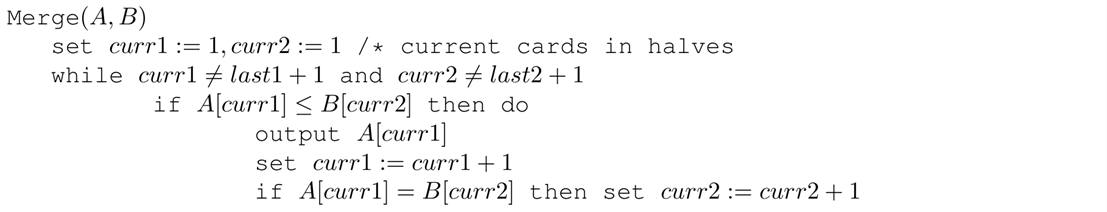 Merge(A, B)
set curr1 := 1, curr2 := 1 /* current cards in halves
while curr1 ≠ last1 + 1 and curr2 ≠ last2 + 1
if A[curr1] ≤ B[curr2] then do
output A[curr1]
set curr1 := curr1 + 1
if A[curr1] = B[curr2] then set curr2 := curr2 + 1